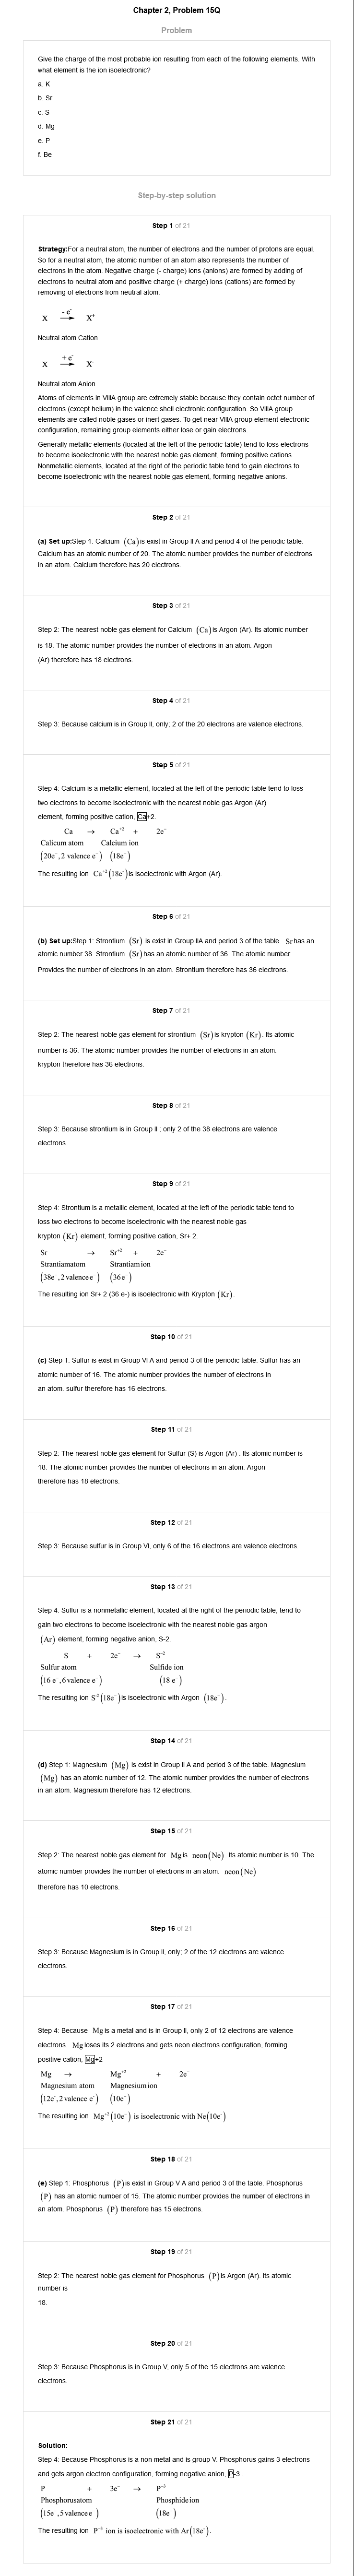 Chapter 2, Problem 15Q
Problem
Give the charge of the most probable ion resulting from each of the following elements. With
what element is the ion isoelectronic?
a. K
b. Sr
c. S
d. Mg
e. P
f. Be
Step-by-step solution
Step 1 of 21
Strategy:For a neutral atom, the number of electrons and the number of protons are equal.
So for a neutral atom, the atomic number of an atom also represents the number of
electrons in the atom. Negative charge (- charge) ions (anions) are formed by adding of
electrons to neutral atom and positive charge (+ charge) ions (cations) are formed by
removing of electrons from neutral atom.
X - e⁻ → X⁺
Neutral atom Cation
X + e⁻ → X⁻
Neutral atom Anion
Atoms of elements in VIIIA group are extremely stable because they contain octet number of
electrons (except helium) in the valence shell electronic configuration. So VIIIA group
elements are called noble gases or inert gases. To get near VIIIA group element electronic
configuration, remaining group elements either lose or gain electrons.
Generally metallic elements (located at the left of the periodic table) tend to loss electrons
to become isoelectronic with the nearest noble gas element, forming positive cations.
Nonmetallic elements, located at the right of the periodic table tend to gain electrons to
become isoelectronic with the nearest noble gas element, forming negative anions.
Step 2 of 21
(a) Set up:Step 1: Calcium (Ca) is exist in Group II A and period 4 of the periodic table.
Calcium has an atomic number of 20. The atomic number provides the number of electrons
in an atom. Calcium therefore has 20 electrons.
Step 3 of 21
Step 2: The nearest noble gas element for Calcium (Ca) is Argon (Ar). Its atomic number
is 18. The atomic number provides the number of electrons in an atom. Argon
(Ar) therefore has 18 electrons.
Step 4 of 21
Step 3: Because calcium is in Group II, only; 2 of the 20 electrons are valence electrons.
Step 5 of 21
Step 4: Calcium is a metallic element, located at the left of the periodic table tend to loss
two electrons to become isoelectronic with the nearest noble gas Argon (Ar)
element, forming positive cation, Ca+2.
Ca → Ca⁺² + 2e⁻
Calicum atom Calcium ion
(20e⁻, 2 valence e⁻) (18e⁻)
The resulting ion Ca⁺² (18e⁻) is isoelectronic with Argon (Ar).
Step 6 of 21
(b) Set up:Step 1: Strontium (Sr) is exist in Group IIA and period 3 of the table. Sr has an
atomic number 38. Strontium (Sr) has an atomic number of 36. The atomic number
Provides the number of electrons in an atom. Strontium therefore has 36 electrons.
Step 7 of 21
Step 2: The nearest noble gas element for strontium (Sr) is krypton (Kr). Its atomic
number is 36. The atomic number provides the number of electrons in an atom.
krypton therefore has 36 electrons.
Step 8 of 21
Step 3: Because strontium is in Group II ; only 2 of the 38 electrons are valence
electrons.
Step 9 of 21
Step 4: Strontium is a metallic element, located at the left of the periodic table tend to
loss two electrons to become isoelectronic with the nearest noble gas
krypton (Kr) element, forming positive cation, Sr+ 2.
Sr → Sr⁺² + 2e⁻
Strantiamatom Strantiamion
(38e⁻, 2 valence e⁻) (36e⁻)
The resulting ion Sr+ 2 (36 e-) is isoelectronic with Krypton (Kr).
Step 10 of 21
(c) Step 1: Sulfur is exist in Group VI A and period 3 of the periodic table. Sulfur has an
atomic number of 16. The atomic number provides the number of electrons in
an atom. sulfur therefore has 16 electrons.
Step 11 of 21
Step 2: The nearest noble gas element for Sulfur (S) is Argon (Ar) . Its atomic number is
18. The atomic number provides the number of electrons in an atom. Argon
therefore has 18 electrons.
Step 12 of 21
Step 3: Because sulfur is in Group VI, only 6 of the 16 electrons are valence electrons.
Step 13 of 21
Step 4: Sulfur is a nonmetallic element, located at the right of the periodic table, tend to
gain two electrons to become isoelectronic with the nearest noble gas argon
(Ar) element, forming negative anion, S-2.
S + 2e⁻ → S⁻²
Sulfur atom Sulfide ion
(16 e⁻, 6 valence e⁻) (18 e⁻)
The resulting ion S⁻² (18e⁻) is isoelectronic with Argon (18e⁻).
Step 14 of 21
(d) Step 1: Magnesium (Mg) is exist in Group II A and period 3 of the table. Magnesium
(Mg) has an atomic number of 12. The atomic number provides the number of electrons
in an atom. Magnesium therefore has 12 electrons.
Step 15 of 21
Step 2: The nearest noble gas element for Mg is neon(Ne). Its atomic number is 10. The
atomic number provides the number of electrons in an atom. neon(Ne)
therefore has 10 electrons.
Step 16 of 21
Step 3: Because Magnesium is in Group II, only; 2 of the 12 electrons are valence
electrons.
Step 17 of 21
Step 4: Because Mg is a metal and is in Group II, only 2 of 12 electrons are valence
electrons. Mg loses its 2 electrons and gets neon electrons configuration, forming
positive cation, Mg+2
Mg → Mg⁺² + 2e⁻
Magnesium atom Magnesium ion
(12e⁻, 2 valence e⁻) (10e⁻)
The resulting ion Mg⁺² (10e⁻) is isoelectronic with Ne(10e⁻)
Step 18 of 21
(e) Step 1: Phosphorus (P) is exist in Group V A and period 3 of the table. Phosphorus
(P) has an atomic number of 15. The atomic number provides the number of electrons in
an atom. Phosphorus (P) therefore has 15 electrons.
Step 19 of 21
Step 2: The nearest noble gas element for Phosphorus (P) is Argon (Ar). Its atomic
number is
18.
Step 20 of 21
Step 3: Because Phosphorus is in Group V, only 5 of the 15 electrons are valence
electrons.
Step 21 of 21
Solution:
Step 4: Because Phosphorus is a non metal and is group V. Phosphorus gains 3 electrons
and gets argon electron configuration, forming negative anion, P-3 .
P + 3e⁻ → P⁻³
Phosphorusatom Phosphide ion
(15e⁻, 5 valence e⁻) (18e⁻)
The resulting ion P⁻³ ion is isoelectronic with Ar(18e⁻).